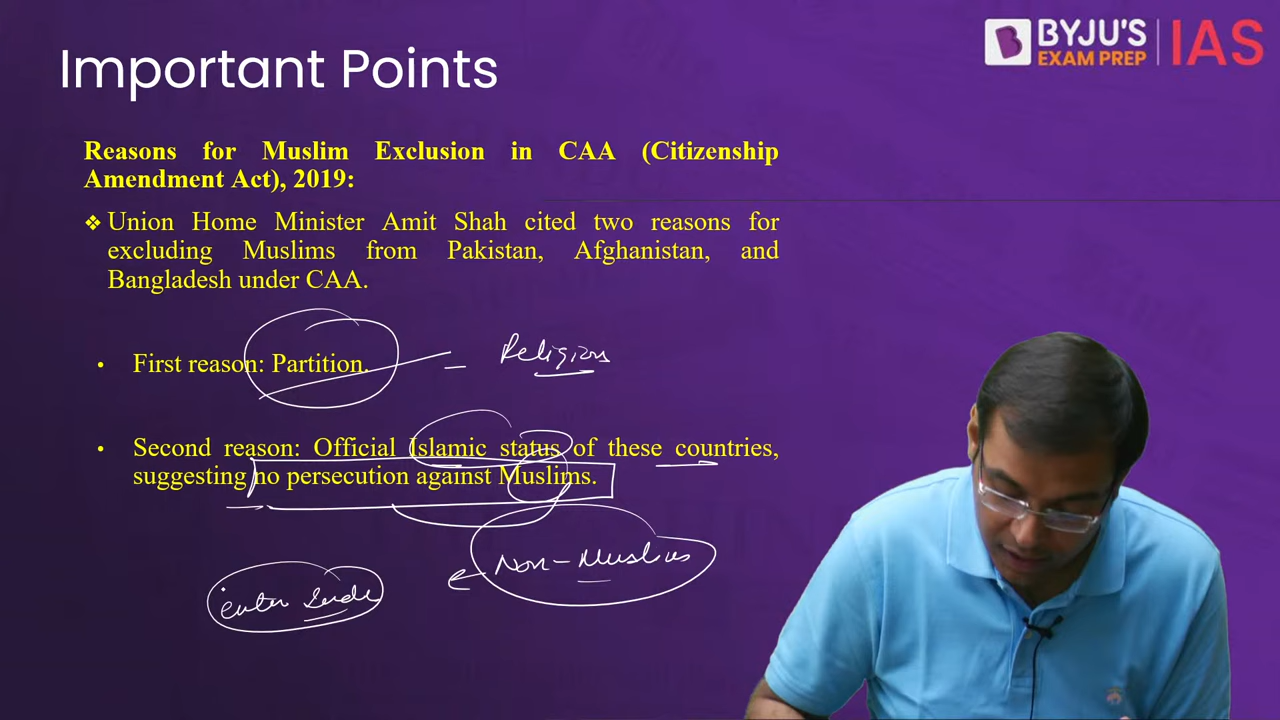 Important Points
BYJU'S
EXAM PREP
IAS
Reasons for Muslim Exclusion in CAA (Citizenship
Amendment Act), 2019:
❖ Union Home Minister Amit Shah cited two reasons for
excluding Muslims from Pakistan, Afghanistan, and
Bangladesh under CAA.
• First reason: Partition.
= Religion
• Second reason: Official Islamic status of these countries,
suggesting no persecution against Muslims.
Non-Muslims
enter